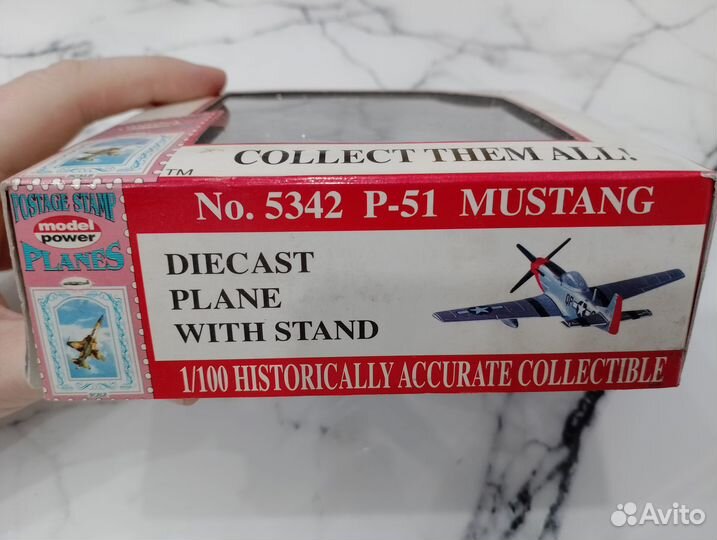 COLLECT THEM ALL!
TM
POSTAGE STAMP
model
power
PLANES
No. 5342 P-51 MUSTANG
DIECAST
PLANE
WITH STAND
1/100 HISTORICALLY ACCURATE COLLECTIBLE
Avito